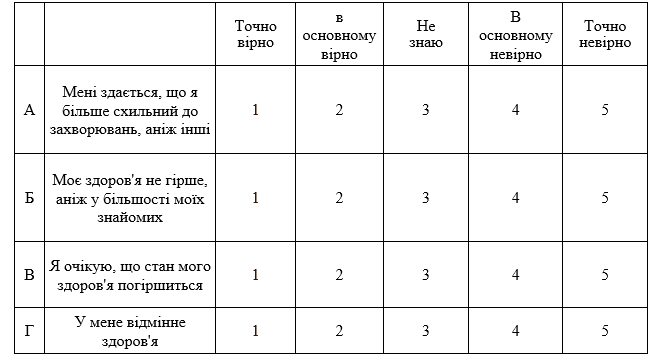 Точно вірно
в основному вірно
Не знаю
В основному невірно
Точно невірно
А
Мені здається, що я
більше схильний до
захворювань, аніж інші
1 2 3 4 5
Б
Моє здоров'я не гірше,
аніж у більшості моїх
знайомих
1 2 3 4 5
В
Я очікую, що стан мого
здоров'я погіршиться
1 2 3 4 5
Г
У мене відмінне
здоров'я
1 2 3 4 5